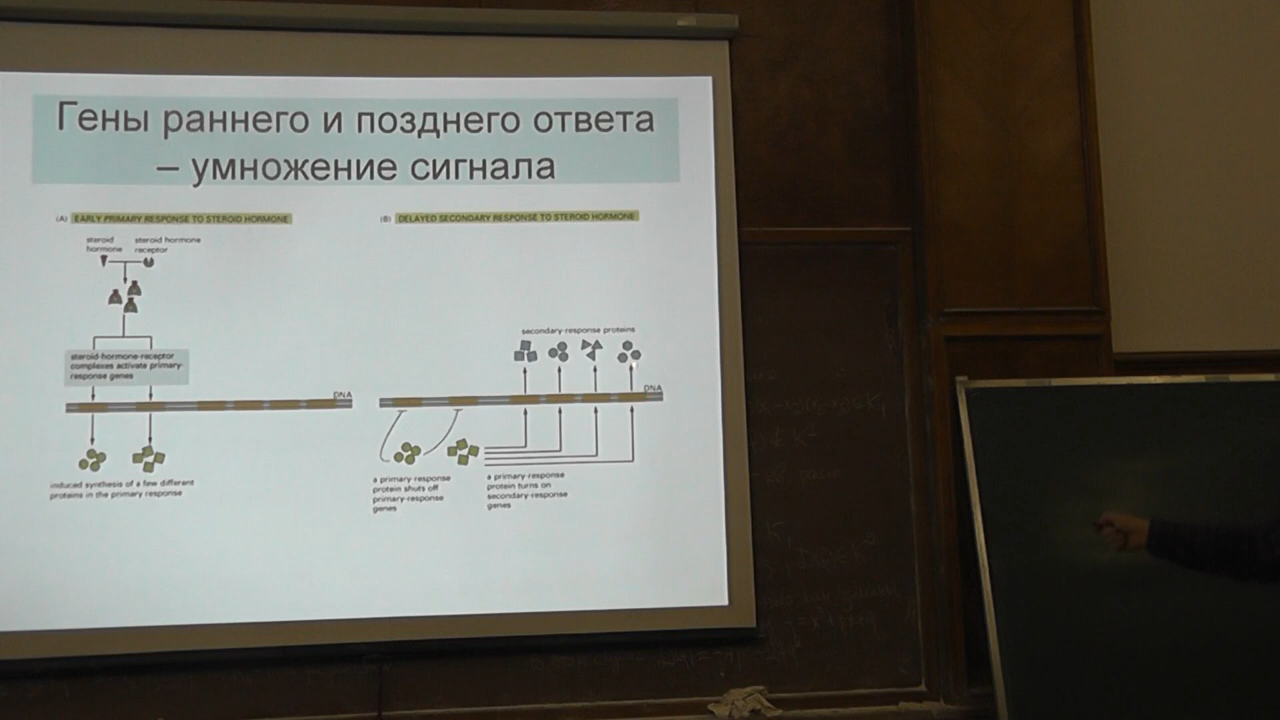 Гены раннего и позднего ответа
– умножение сигнала
(A) EARLY PRIMARY RESPONSE TO STEROID HORMONE
steroid
hormone
steroid hormone
receptor
steroid-hormone-receptor
complexes activate primary-
response genes
DNA
induced synthesis of a few different
proteins in the primary response
(B) DELAYED SECONDARY RESPONSE TO STEROID HORMONE
secondary-response proteins
DNA
a primary-response
protein shuts off
primary-response
genes
a primary-response
protein turns on
secondary-response
genes